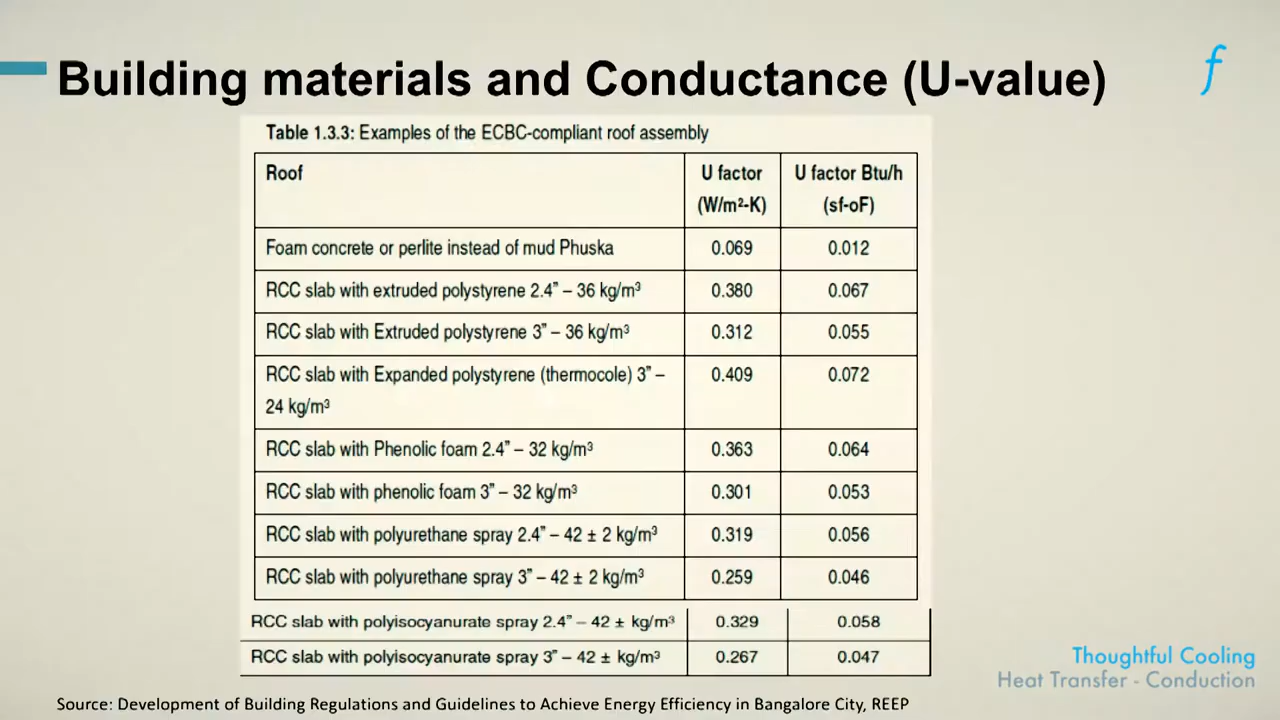 Building materials and Conductance (U-value)
f
Table 1.3.3: Examples of the ECBC-compliant roof assembly
Roof U factor (W/m²-K) U factor Btu/h (sf-oF)
Foam concrete or perlite instead of mud Phuska 0.069 0.012
RCC slab with extruded polystyrene 2.4” – 36 kg/m³ 0.380 0.067
RCC slab with Extruded polystyrene 3” – 36 kg/m³ 0.312 0.055
RCC slab with Expanded polystyrene (thermocole) 3” – 0.409 0.072
24 kg/m³
RCC slab with Phenolic foam 2.4” – 32 kg/m³ 0.363 0.064
RCC slab with phenolic foam 3” – 32 kg/m³ 0.301 0.053
RCC slab with polyurethane spray 2.4” – 42 ± 2 kg/m³ 0.319 0.056
RCC slab with polyurethane spray 3” – 42 ± 2 kg/m³ 0.259 0.046
RCC slab with polyisocyanurate spray 2.4” – 42 ± kg/m³ 0.329 0.058
RCC slab with polyisocyanurate spray 3” – 42 ± kg/m³ 0.267 0.047
Thoughtful Cooling
Heat Transfer - Conduction
Source: Development of Building Regulations and Guidelines to Achieve Energy Efficiency in Bangalore City, REEP